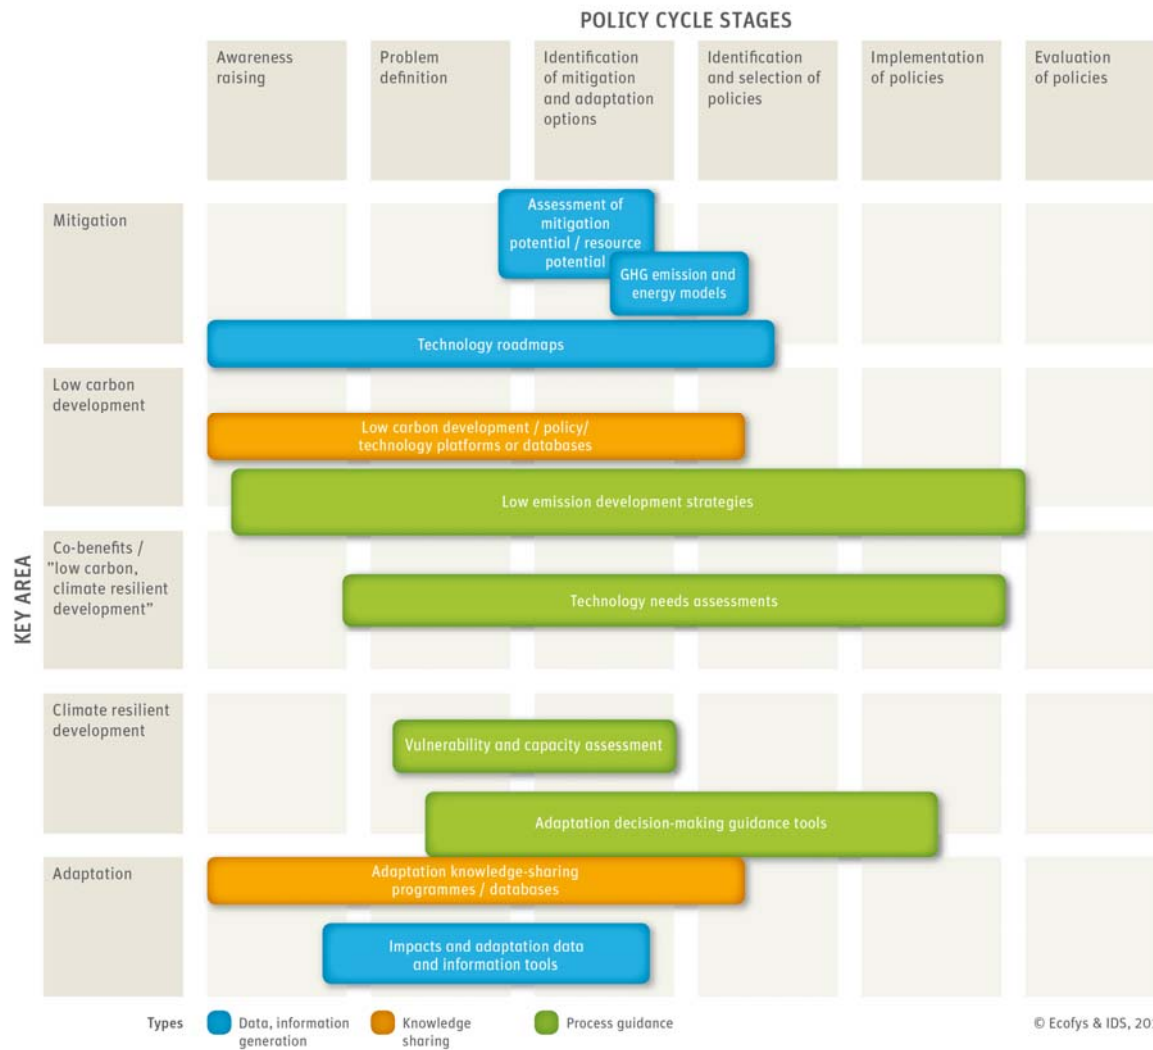 POLICY CYCLE STAGES
Awareness
raising
Problem
definition
Identification
of mitigation
and adaptation
options
Identification
and selection of
policies
Implementation
of policies
Evaluation
of policies
KEY AREA
Mitigation
Assessment of
mitigation
potential / resource
potential
GHG emission and
energy models
Technology roadmaps
Low carbon
development
Low carbon development / policy/
technology platforms or databases
Low emission development strategies
Co-benefits /
"low carbon,
climate resilient
development”
Technology needs assessments
Climate resilient
development
Vulnerability and capacity assessment
Adaptation decision-making guidance tools
Adaptation
Adaptation knowledge-sharing
programmes / databases
Impacts and adaptation data
and information tools
Types
Data, information
generation
Knowledge
sharing
Process guidance
© Ecofys & IDS,